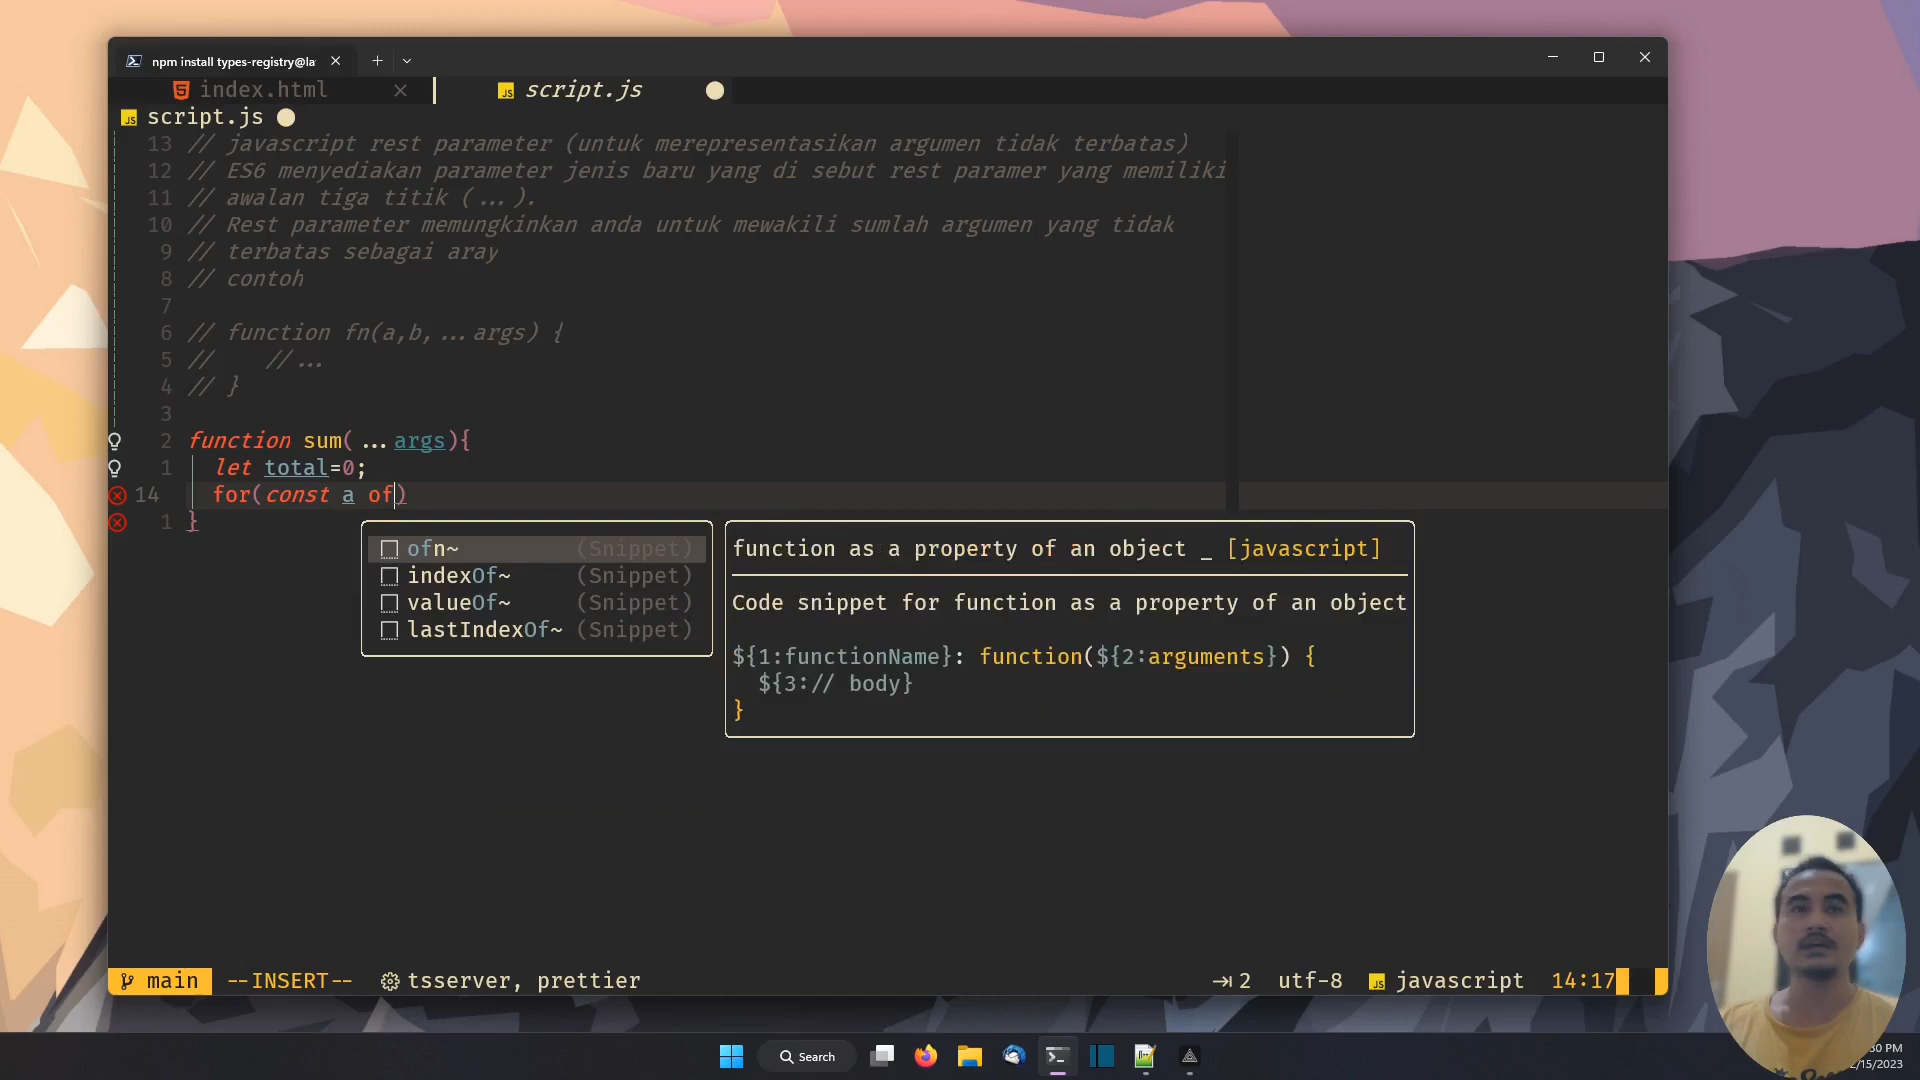 npm install types-registry@la
index.html
script.js
script.js
13 // javascript rest parameter (untuk merepresentasikan argumen tidak terbatas)
12 // ES6 menyediakan parameter jenis baru yang di sebut rest paramer yang memiliki
11 // awalan tiga titik (...).
10 // Rest parameter memungkinkan anda untuk mewakili sumlah argumen yang tidak
9 // terbatas sebagai aray
8 // contoh
7
6 // function fn(a,b,...args) {
5 //    //...
4 // }
3
2 function sum(...args){
1 let total=0;
14 for(const a of)
1 }
ofn~ (Snippet)
indexOf~ (Snippet)
valueOf~ (Snippet)
lastIndexOf~ (Snippet)
function as a property of an object _ [javascript]
Code snippet for function as a property of an object
${1:functionName}: function(${2:arguments}) {
${3:// body}
}
main --INSERT-- tsserver, prettier 2 utf-8 javascript 14:17
Search